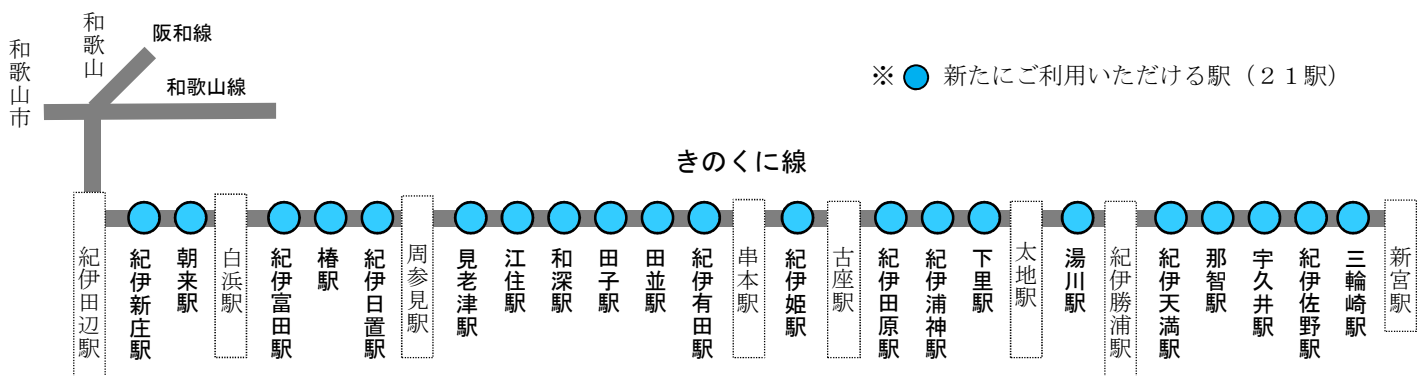 和歌山
和歌山市
阪和線
和歌山線
※ 新たにご利用いただける駅(21駅)
きのくに線
紀伊田辺駅
紀伊新庄駅
朝来駅
白浜駅
紀伊富田駅
椿駅
紀伊日置駅
周参見駅
見老津駅
江住駅
和深駅
田子駅
田並駅
紀伊有田駅
串本駅
紀伊姫駅
古座駅
紀伊田原駅
紀伊浦神駅
下里駅
太地駅
湯川駅
紀伊勝浦駅
紀伊天満駅
那智駅
宇久井駅
紀伊佐野駅
三輪崎駅
新宮駅